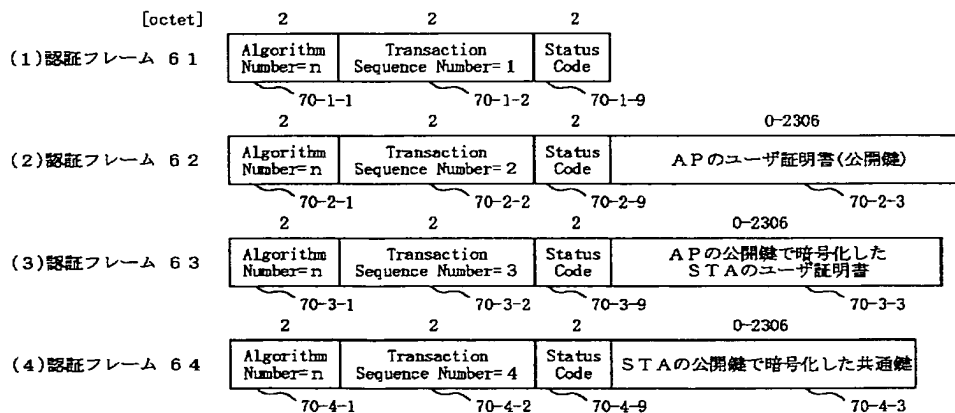 [octet] 2 2 2
(1)認証フレーム 61
Algorithm Number=n
Transaction Sequence Number=1
Status Code
70-1-1 70-1-2 70-1-9
2 2 2 0-2306
(2)認証フレーム 62
Algorithm Number=n
Transaction Sequence Number=2
Status Code
APのユーザ証明書(公開鍵)
70-2-1 70-2-2 70-2-9 70-2-3
2 2 2 0-2306
(3)認証フレーム 63
Algorithm Number=n
Transaction Sequence Number=3
Status Code
APの公開鍵で暗号化した
STAのユーザ証明書
70-3-1 70-3-2 70-3-9 70-3-3
2 2 2 0-2306
(4)認証フレーム 64
Algorithm Number=n
Transaction Sequence Number=4
Status Code
STAの公開鍵で暗号化した共通鍵
70-4-1 70-4-2 70-4-9 70-4-3